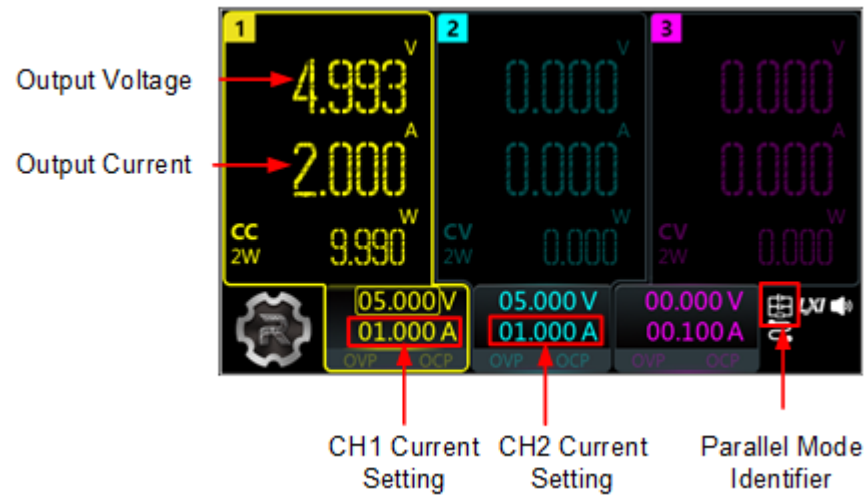 1
2
3
V
V
V
Output Voltage
4.993
0.000
0.000
A
A
A
Output Current
2.000
0.000
0.000
W
W
W
CC
9.990
CV
0.000
CV
0.000
2W
2W
2W
05.000 V
05.000 V
00.000 V
LXI
R
01.000 A
01.000 A
00.100 A
OVP OCP
OVP OCP
OVP OCP
CH1 Current
Setting
CH2 Current
Setting
Parallel Mode
Identifier